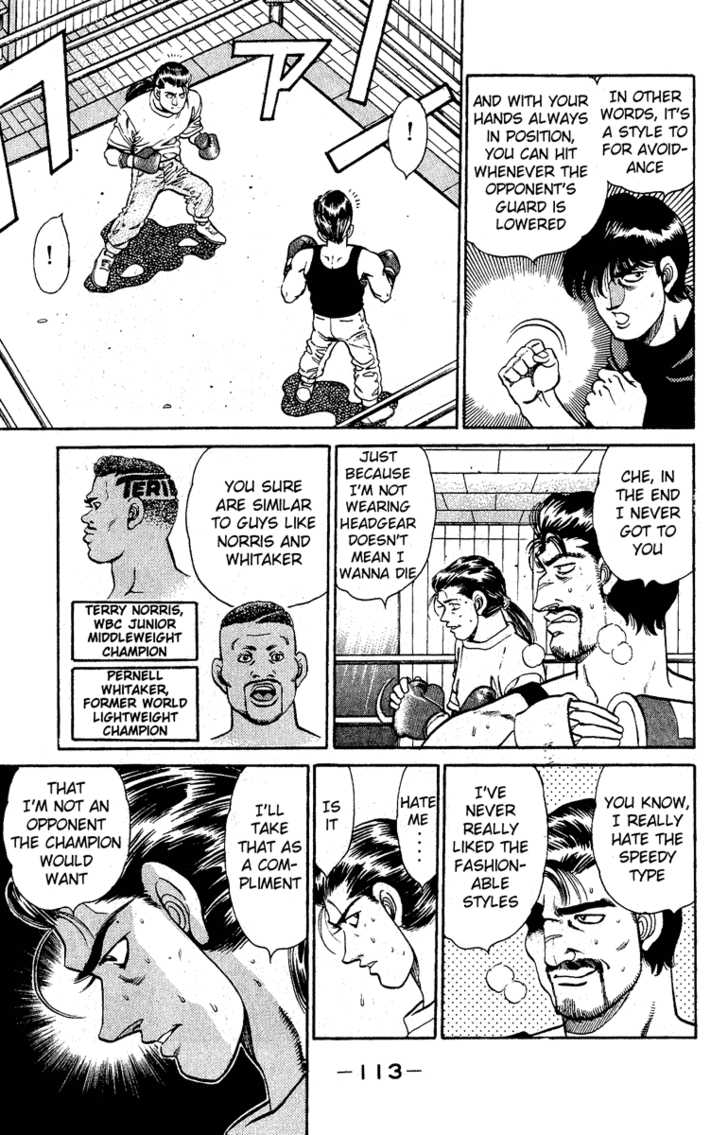 IN OTHER
WORDS, IT'S
A STYLE TO
FOR AVOID-
ANCE
AND WITH YOUR
HANDS ALWAYS
IN POSITION,
YOU CAN HIT
WHENEVER THE
OPPONENT'S
GUARD IS
LOWERED
!
!
CHE, IN
THE END
I NEVER
GOT TO
YOU
JUST
BECAUSE
I'M NOT
WEARING
HEADGEAR
DOESN'T
MEAN I
WANNA DIE
YOU SURE
ARE SIMILAR
TO GUYS LIKE
NORRIS AND
WHITAKER
TERRY NORRIS,
WBC JUNIOR
MIDDLEWEIGHT
CHAMPION
PERNELL
WHITAKER,
FORMER WORLD
LIGHTWEIGHT
CHAMPION
YOU KNOW,
I REALLY
HATE THE
SPEEDY
TYPE
I'VE
NEVER
REALLY
LIKED THE
FASHION-
ABLE
STYLES
HATE
ME
...
IS
IT
I'LL
TAKE
THAT AS
A COM-
PLIMENT
THAT
I'M NOT AN
OPPONENT
THE CHAMPION
WOULD
WANT
-113-